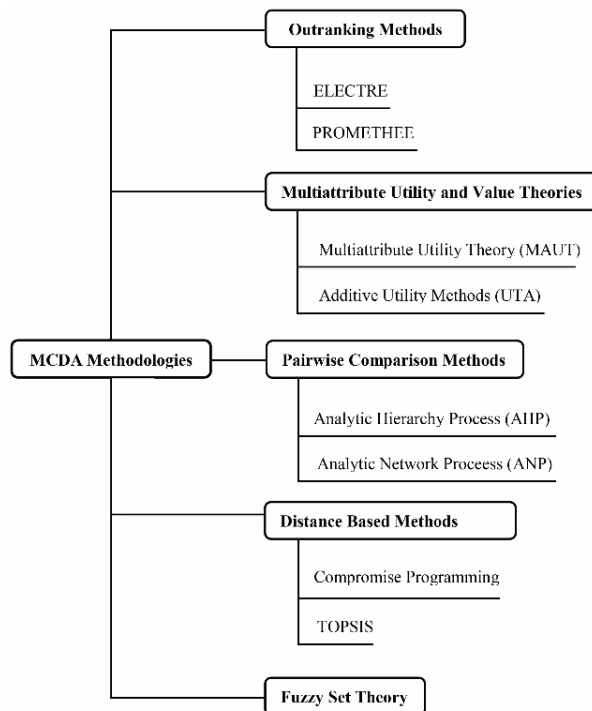 Outranking Methods
ELECTRE
PROMETHEE
Multiattribute Utility and Value Theories
Multiattribute Utility Theory (MAUT)
Additive Utility Methods (UTA)
MCDA Methodologies
Pairwise Comparison Methods
Analytic Hierarchy Process (AHP)
Analytic Network Proceess (ANP)
Distance Based Methods
Compromise Programming
TOPSIS
Fuzzy Set Theory